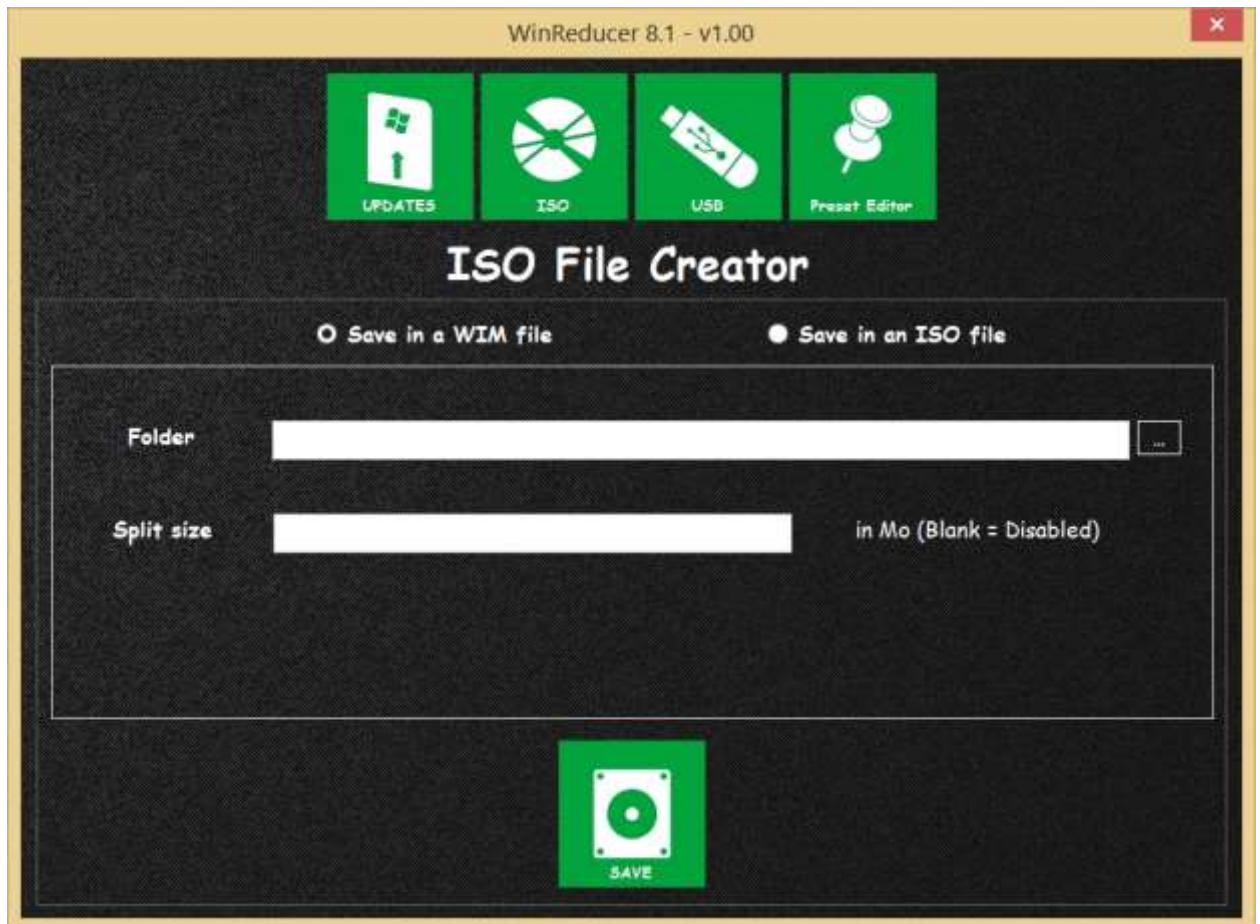 WinReducer 8.1 - v1.00
UPDATES
ISO
USB
Preset Editor
ISO File Creator
Save in a WIM file
Save in an ISO file
Folder
...
Split size
in Mo (Blank = Disabled)
SAVE